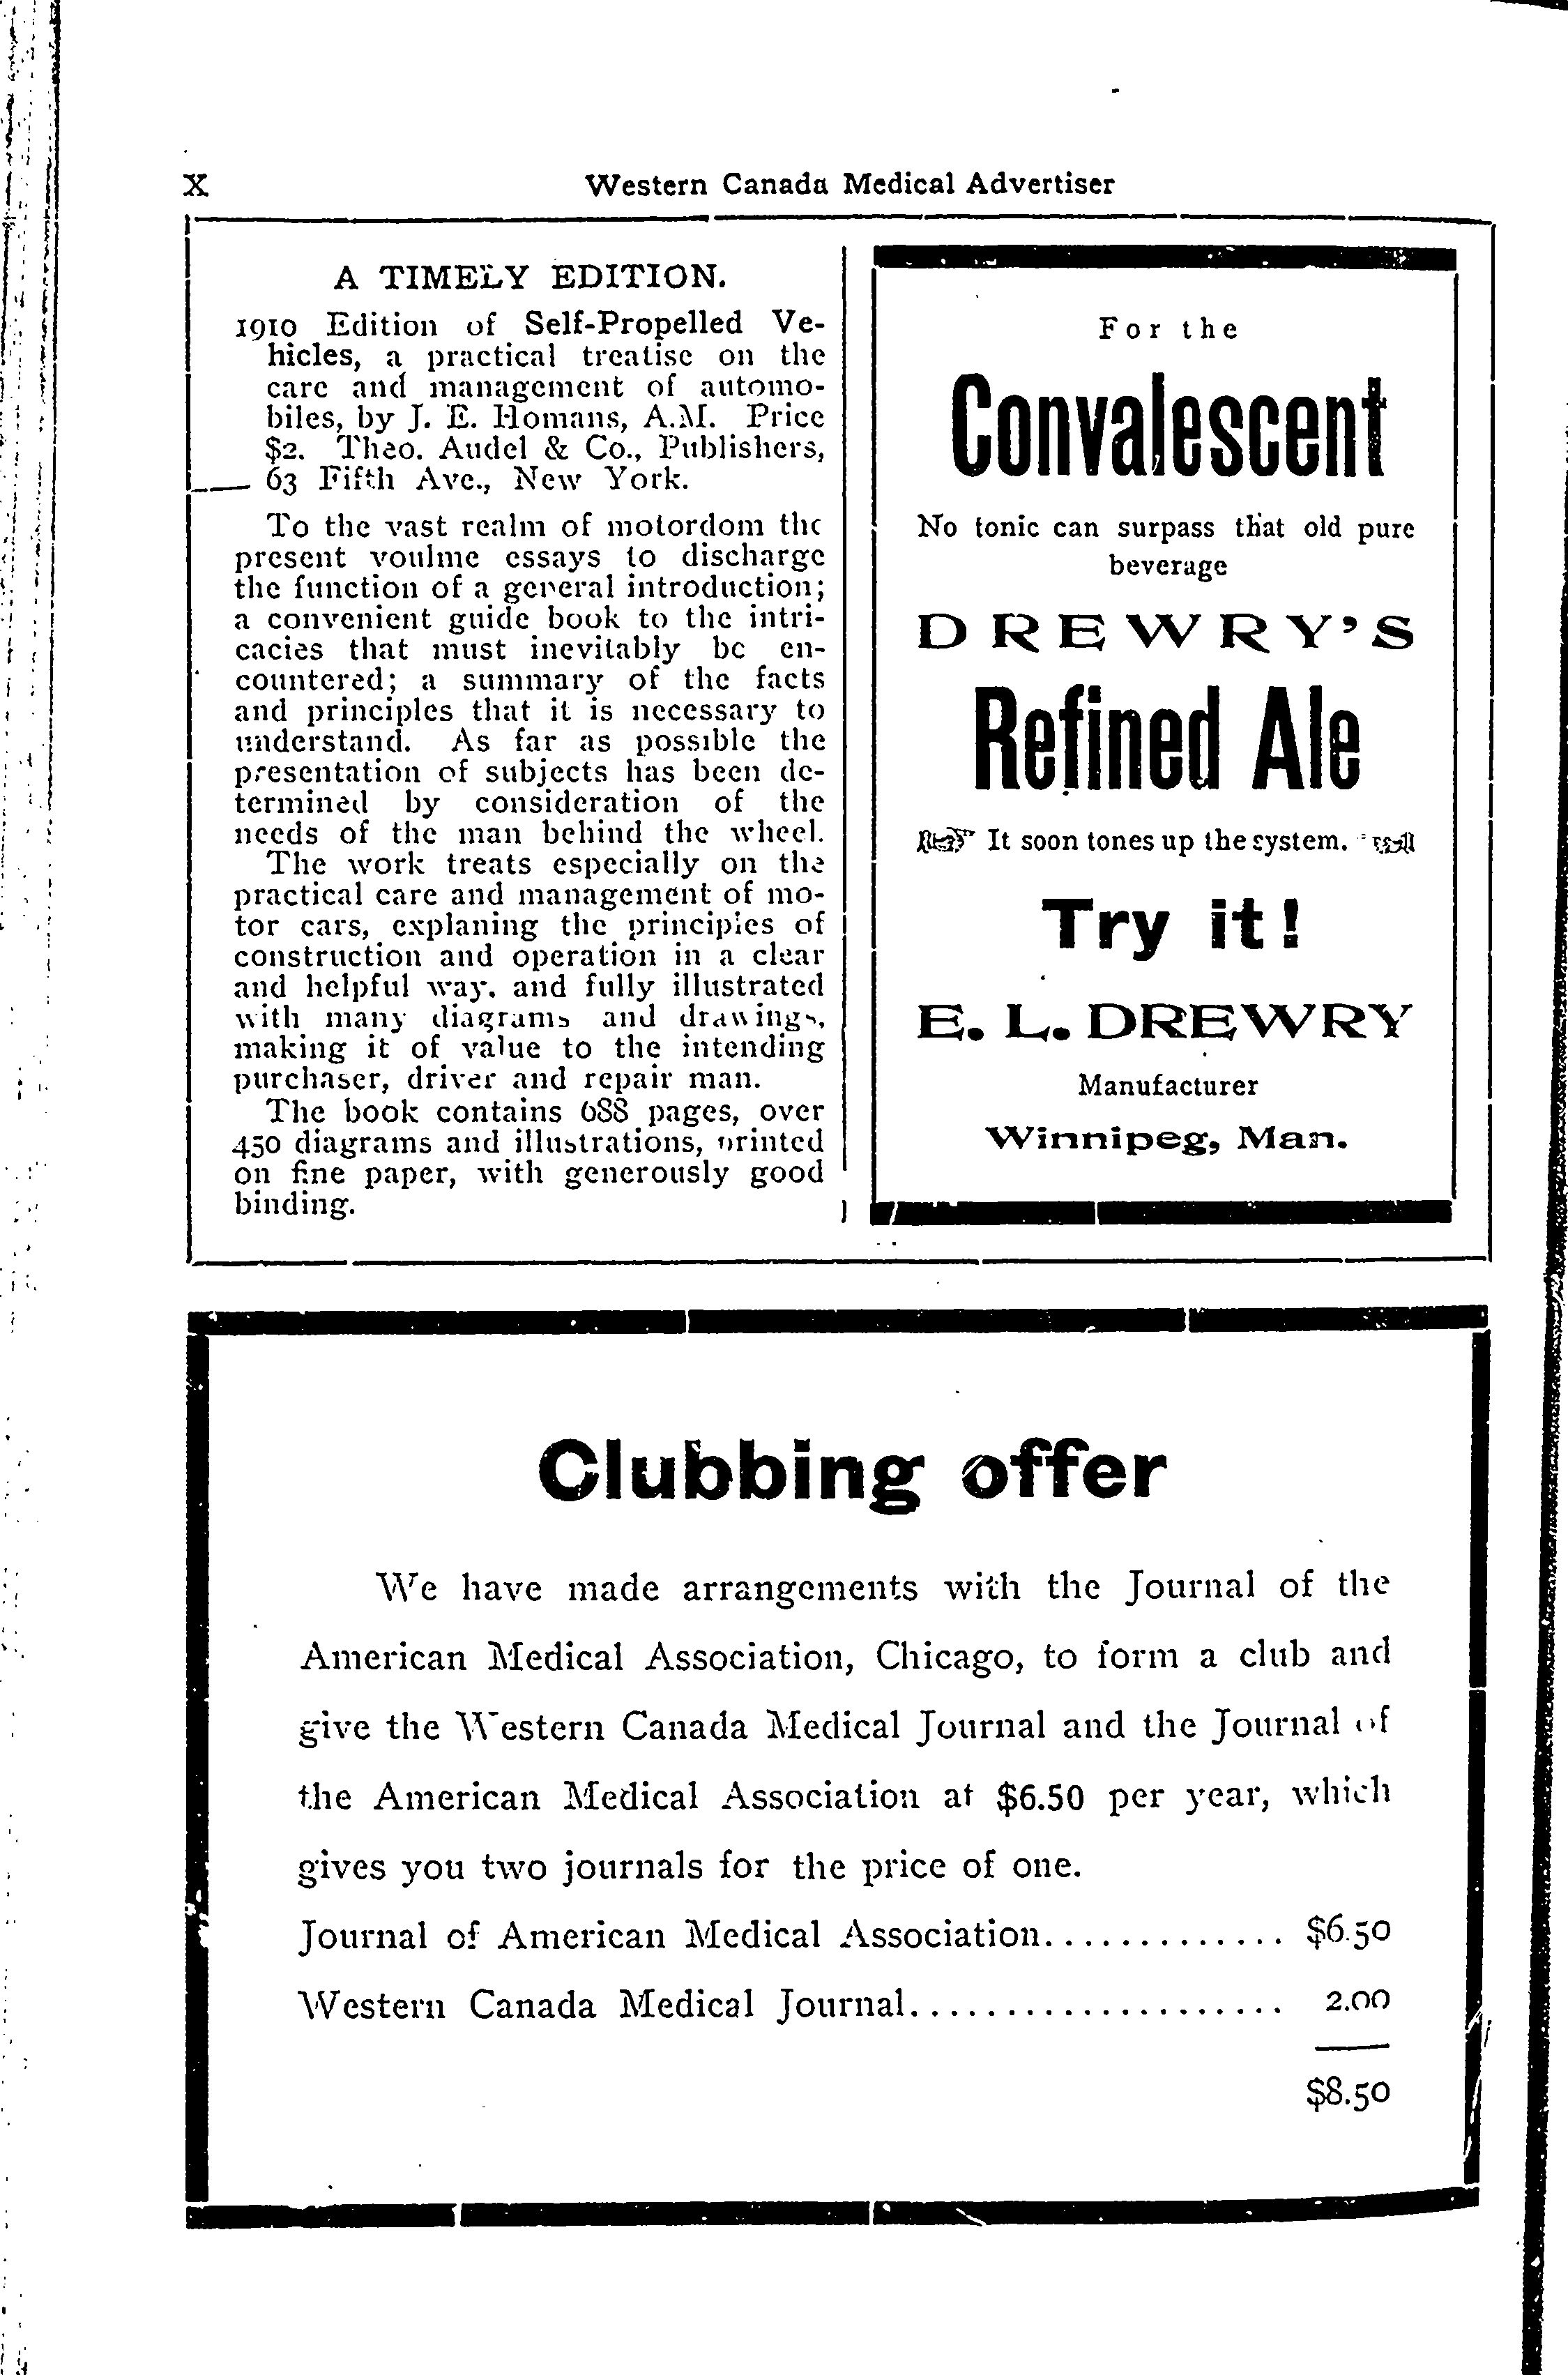 X
Western Canada Medical Advertiser
A TIMELY EDITION.
1910 Edition of Self-Propelled Ve-
hicles, a practical treatise on the
care and management of automo-
biles, by J. E. Homans, A.M. Price
$2. Theo. Audel & Co., Publishers,
63 Fifth Ave., New York.
To the vast realm of motordom the
present voulme essays to discharge
the function of a general introduction;
a convenient guide book to the intri-
cacies that must inevitably be en-
countered; a summary of the facts
and principles that it is necessary to
understand. As far as possible the
presentation of subjects has been de-
termined by consideration of the
needs of the man behind the wheel.
The work treats especially on the
practical care and management of mo-
tor cars, explaning the principles of
construction and operation in a clear
and helpful way, and fully illustrated
with many diagrams and drawings,
making it of value to the intending
purchaser, driver and repair man.
The book contains 688 pages, over
450 diagrams and illustrations, printed
on fine paper, with generously good
binding.
For the
Convalescent
No tonic can surpass that old pure
beverage
DREWRY'S
Refined Ale
It soon tones up the system.
Try it!
E. L. DREWRY
Manufacturer
Winnipeg, Man.
Clubbing offer
We have made arrangements with the Journal of the
American Medical Association, Chicago, to form a club and
give the Western Canada Medical Journal and the Journal of
the American Medical Association at $6.50 per year, which
gives you two journals for the price of one.
Journal of American Medical Association............. $6.50
Western Canada Medical Journal.................... 2.00
$8.50